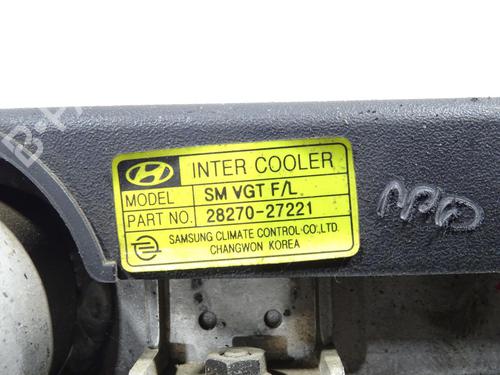 INTER COOLER
MODEL SM VGT F/L.
PART NO. 28270-27221
SAMSUNG CLIMATE CONTROL·CO.,LTD.
CHANGWON KOREA